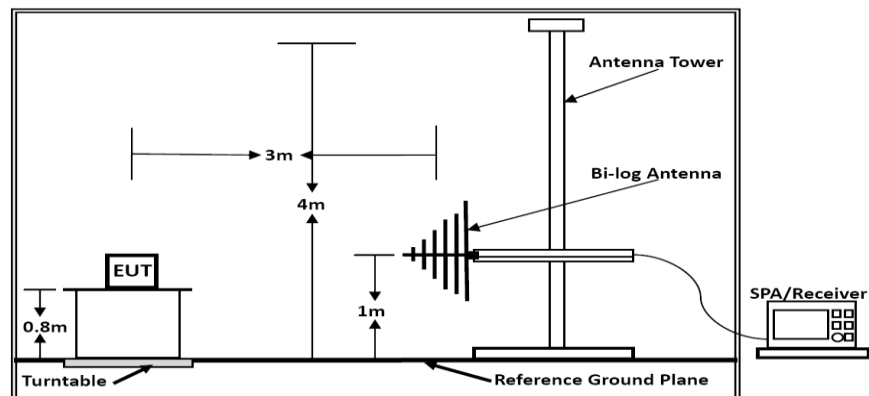 Antenna Tower
3m
Bi-log Antenna
4m
EUT
SPA/Receiver
0.8m
1m
Turntable
Reference Ground Plane